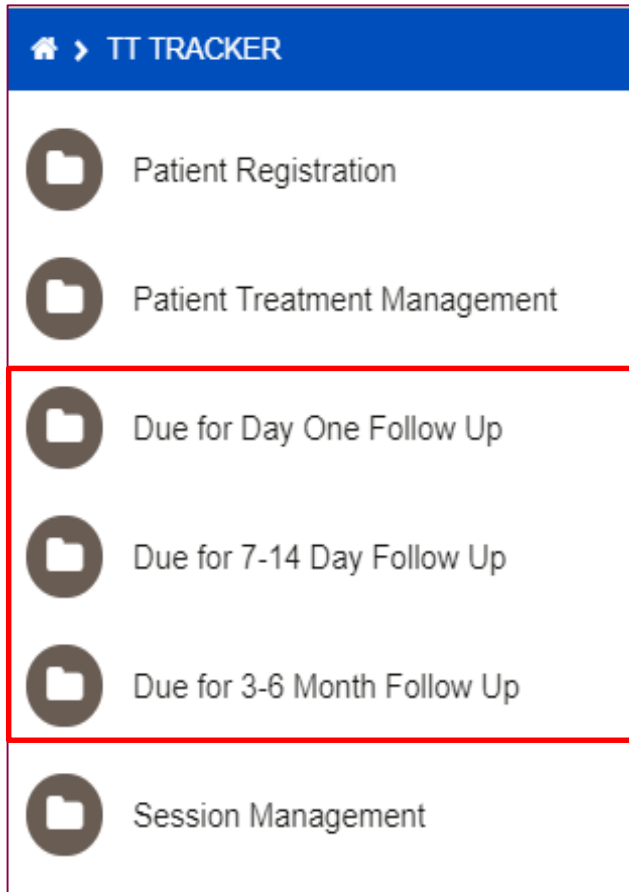 TT TRACKER
Patient Registration
Patient Treatment Management
Due for Day One Follow Up
Due for 7-14 Day Follow Up
Due for 3-6 Month Follow Up
Session Management